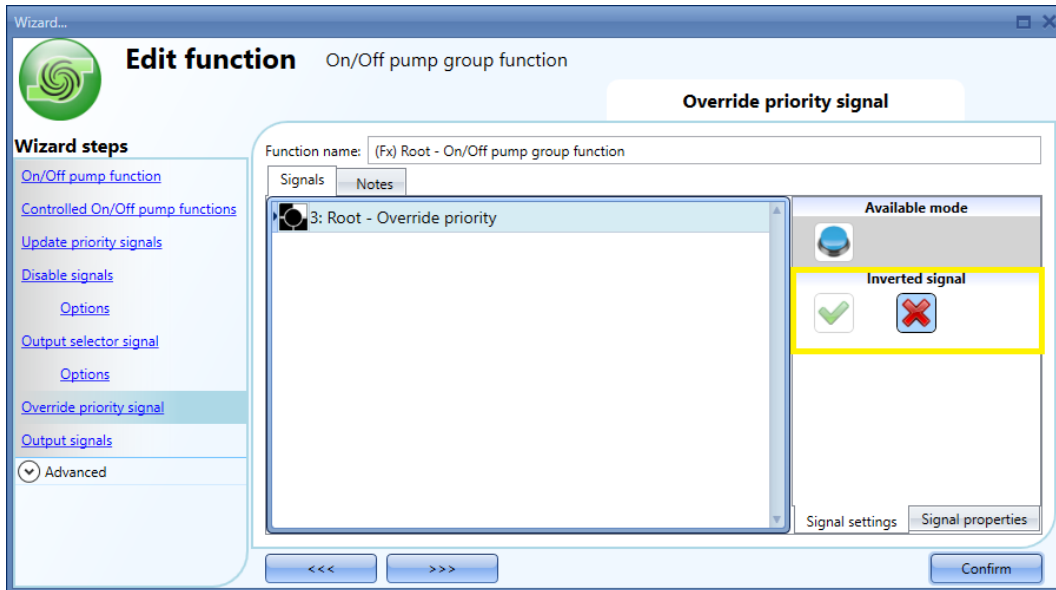 Wizard...
Edit function On/Off pump group function
Override priority signal
Wizard steps
On/Off pump function
Controlled On/Off pump functions
Update priority signals
Disable signals
Options
Output selector signal
Options
Override priority signal
Output signals
Advanced
Function name: (Fx) Root - On/Off pump group function
Signals Notes
3: Root - Override priority
Available mode
Inverted signal
Signal settings Signal properties
<<< >>> Confirm